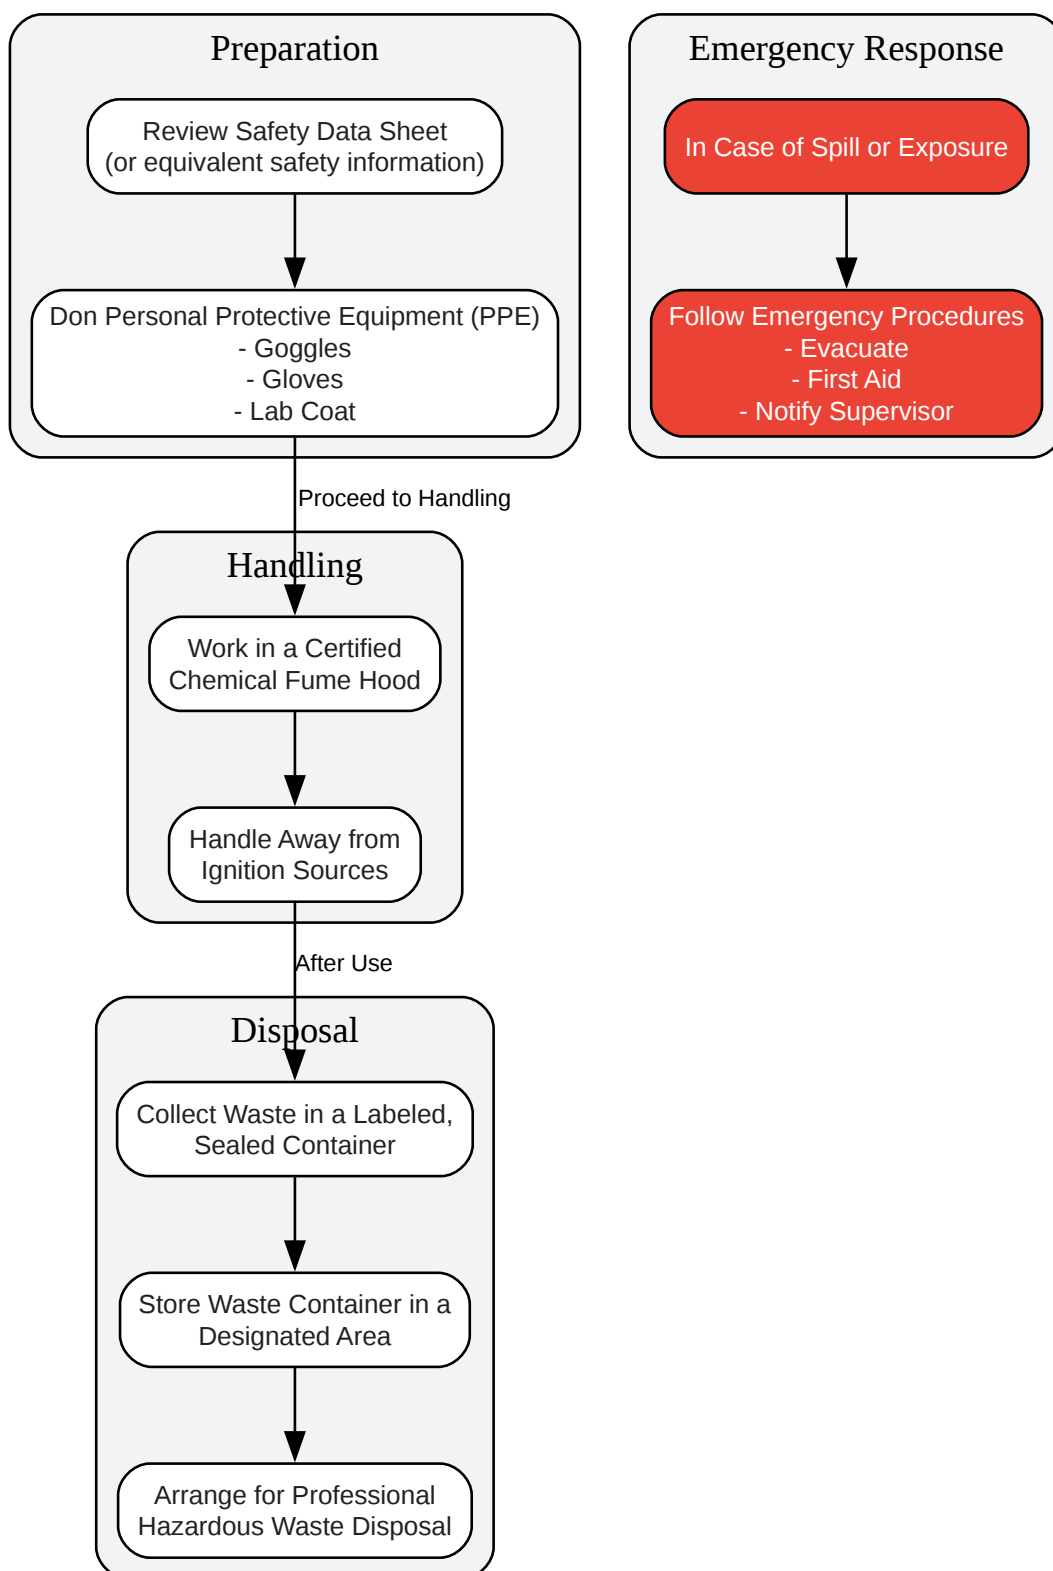 Preparation
Review Safety Data Sheet
(or equivalent safety information)
Don Personal Protective Equipment (PPE)
- Goggles
- Gloves
- Lab Coat
Proceed to Handling
Handling
Work in a Certified
Chemical Fume Hood
Handle Away from
Ignition Sources
After Use
Disposal
Collect Waste in a Labeled,
Sealed Container
Store Waste Container in a
Designated Area
Arrange for Professional
Hazardous Waste Disposal
Emergency Response
In Case of Spill or Exposure
Follow Emergency Procedures
- Evacuate
- First Aid
- Notify Supervisor